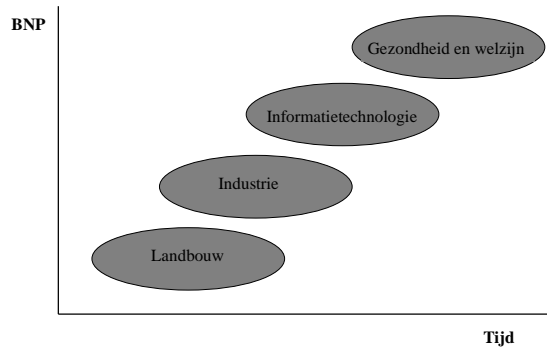 BNP
Gezondheid en welzijn
Informatietechnologie
Industrie
Landbouw
Tijd